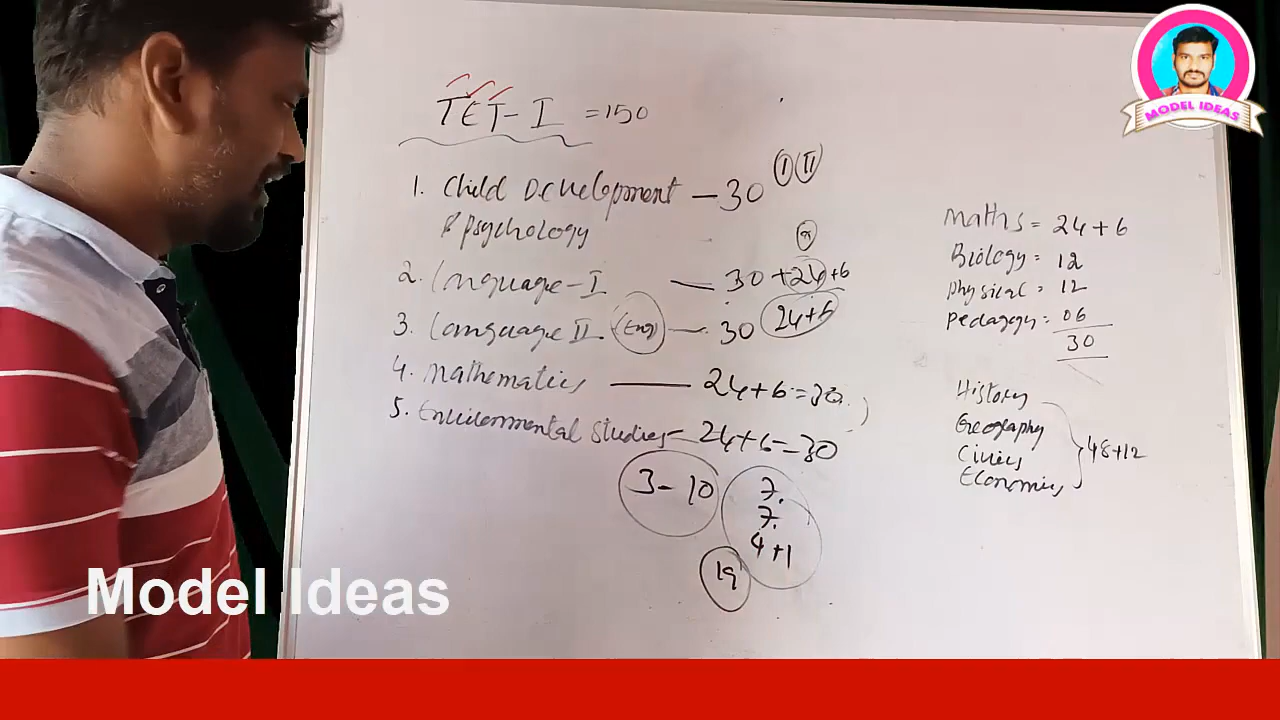 TET-I = 150
1. Child Development - 30 I II
& psychology
2. Language-I — 30 + 24 + 6
3. Language II (Eng) — 30 24+6
4. Mathematics — 24+6=30
5. Environmental Studies - 24+6=30
3-10
7.
7.
4+1
19
Maths = 24+6
Biology = 12
physical = 12
pedagogy = 06
30
History
Geography
Civics
Economics
48+12
MODEL IDEAS
Model Ideas